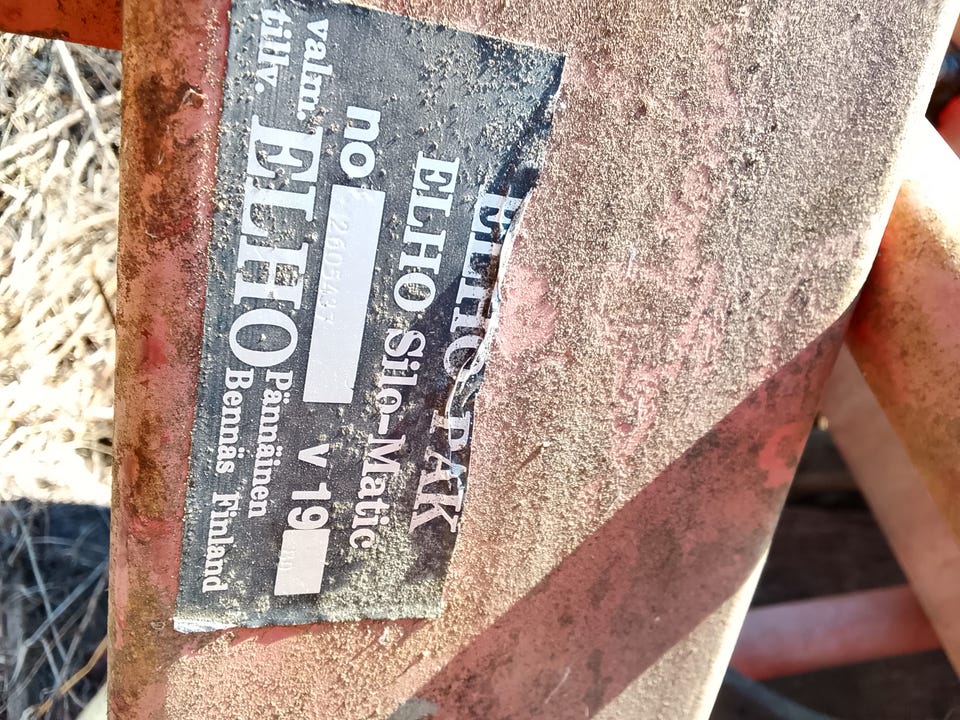 ELHO-PAK
ELHO Silo-Matic
no v 19
valm. ELHO Pännäinen
tillv. Bennäs Finland